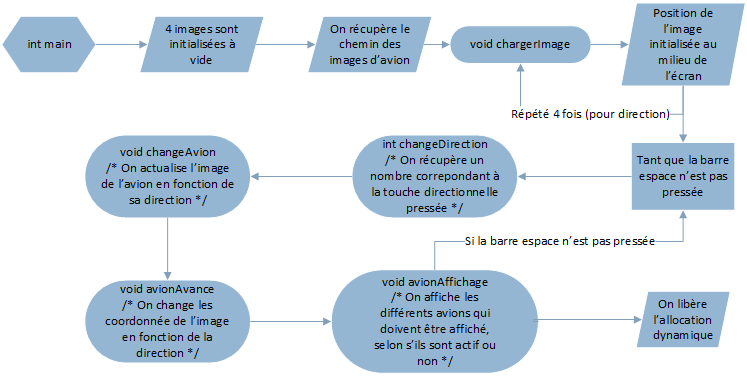 int main
4 images sont
initialisées à
vide
On récupère le
chemin des
images d'avion
void chargerImage
Position de
l'image
initialisée au
milieu de
l'écran
Répété 4 fois (pour direction)
void changeAvion
/* On actualise l'image
de l'avion en fonction de
sa direction */
int changeDirection
/* On récupère un
nombre correpondant à
la touche directionnelle
pressée */
Tant que la barre
espace n'est pas
pressée
Si la barre espace n'est pas pressée
void avionAvance
/* On change les
coordonnée de l'image
en fonction de la
direction */
void avionAffichage
/* On affiche les
différents avions qui
doivent être affiché,
selon s'ils sont actif ou
non */
On libère
l'allocation
dynamique